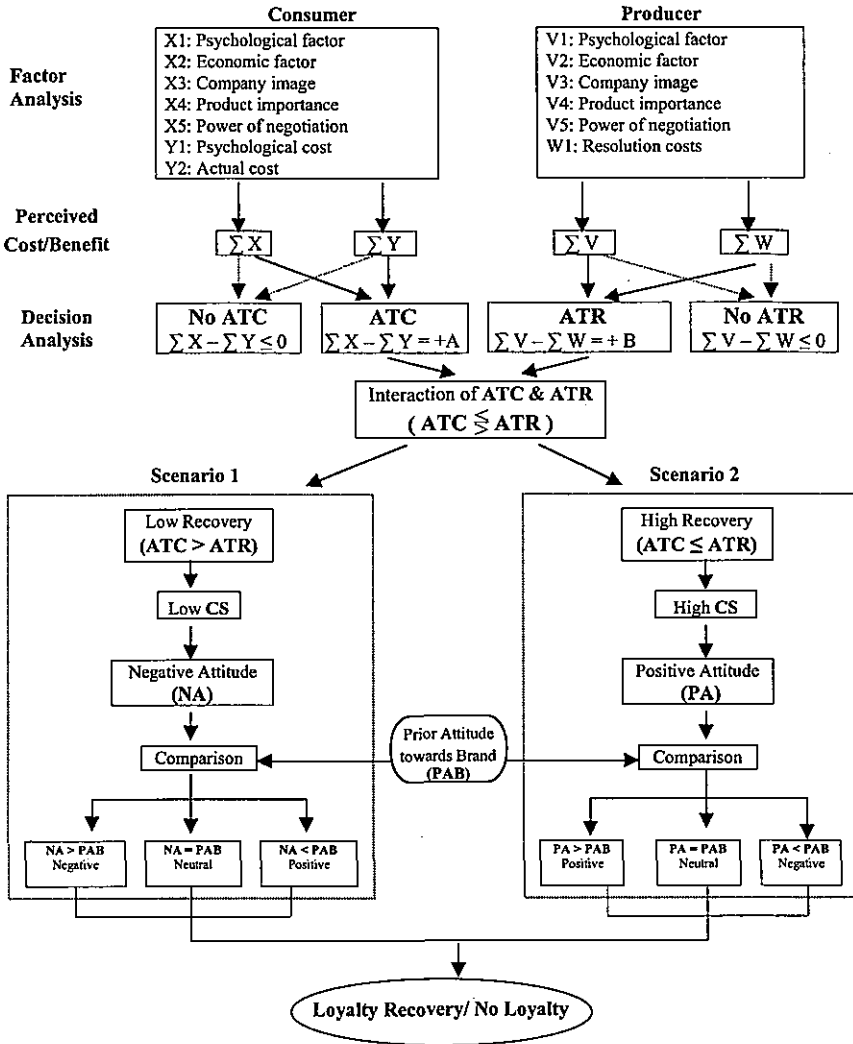 Consumer
Producer
Factor
Analysis
X1: Psychological factor
X2: Economic factor
X3: Company image
X4: Product importance
X5: Power of negotiation
Y1: Psychological cost
Y2: Actual cost
V1: Psychological factor
V2: Economic factor
V3: Company image
V4: Product importance
V5: Power of negotiation
W1: Resolution costs
Perceived
Cost/Benefit
∑ X
∑ Y
∑ V
∑ W
Decision
Analysis
No ATC
∑ X – ∑ Y ≤ 0
ATC
∑ X – ∑ Y = +A
ATR
∑ V – ∑ W = + B
No ATR
∑ V – ∑ W ≤ 0
Interaction of ATC & ATR
( ATC ⋚ ATR )
Scenario 1
Scenario 2
Low Recovery
(ATC > ATR)
Low CS
Negative Attitude
(NA)
Comparison
NA > PAB
Negative
NA = PAB
Neutral
NA < PAB
Positive
Prior Attitude
towards Brand
(PAB)
High Recovery
(ATC ≤ ATR)
High CS
Positive Attitude
(PA)
Comparison
PA > PAB
Positive
PA = PAB
Neutral
PA < PAB
Negative
Loyalty Recovery/ No Loyalty